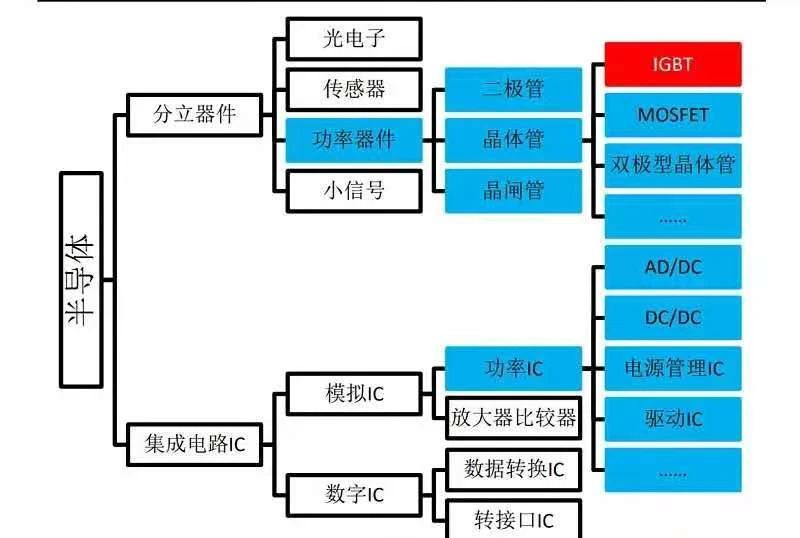 半导体
分立器件
光电子
传感器
功率器件
小信号
二极管
晶体管
晶闸管
IGBT
MOSFET
双极型晶体管
......
集成电路IC
模拟IC
数字IC
功率IC
放大器比较器
数据转换IC
转接口IC
AD/DC
DC/DC
电源管理IC
驱动IC
......